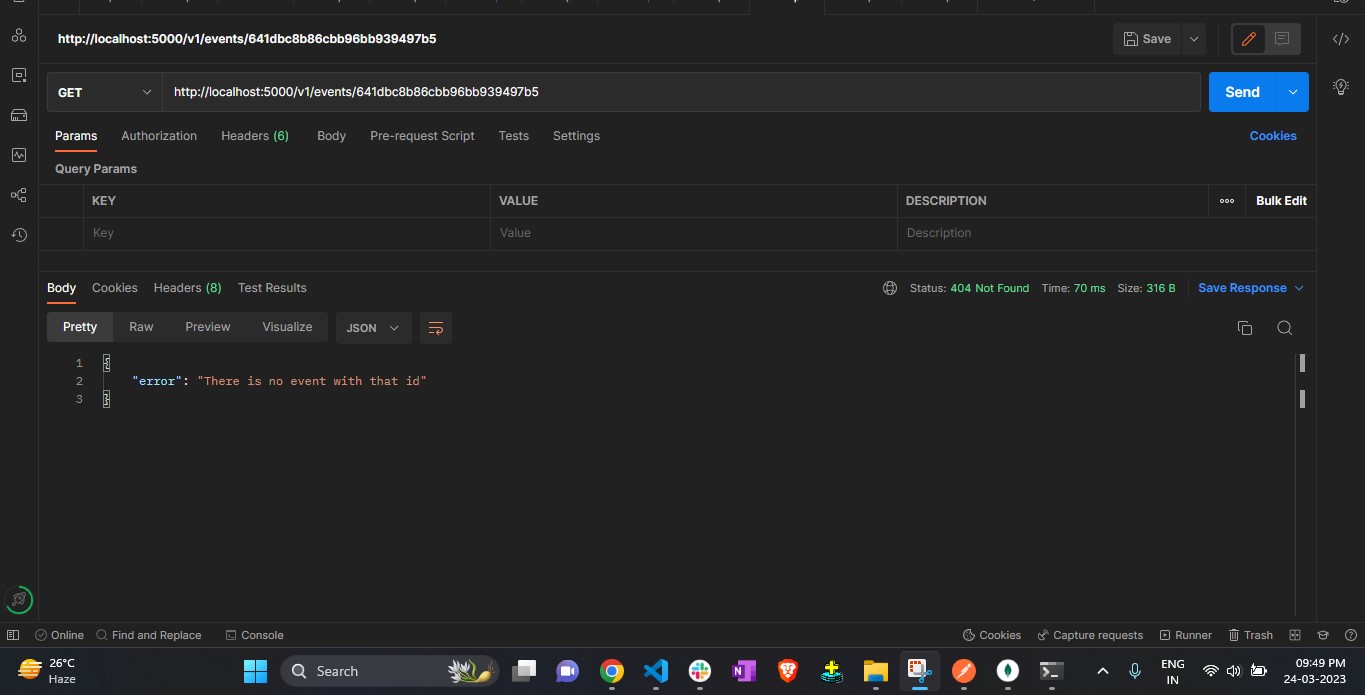 http://localhost:5000/v1/events/641dbc8b86cbb96bb939497b5
Save
GET
http://localhost:5000/v1/events/641dbc8b86cbb96bb939497b5
Send
Params Authorization Headers (6) Body Pre-request Script Tests Settings Cookies
Query Params
KEY VALUE DESCRIPTION ooo Bulk Edit
Key Value Description
Body Cookies Headers (8) Test Results Status: 404 Not Found Time: 70 ms Size: 316 B Save Response
Pretty Raw Preview Visualize JSON
1 {
2 "error": "There is no event with that id"
3 }
Online Find and Replace Console Cookies Capture requests Runner Trash
26°C
Haze
Search
ENG
IN
09:49 PM
24-03-2023